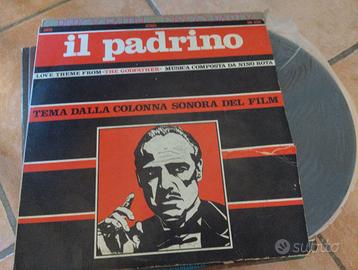 il padrino
LOVE THEME FROM «THE GODFATHER» MUSICA COMPOSTA DA NINO ROTA
TEMA DALLA COLONNA SONORA DEL FILM
subito